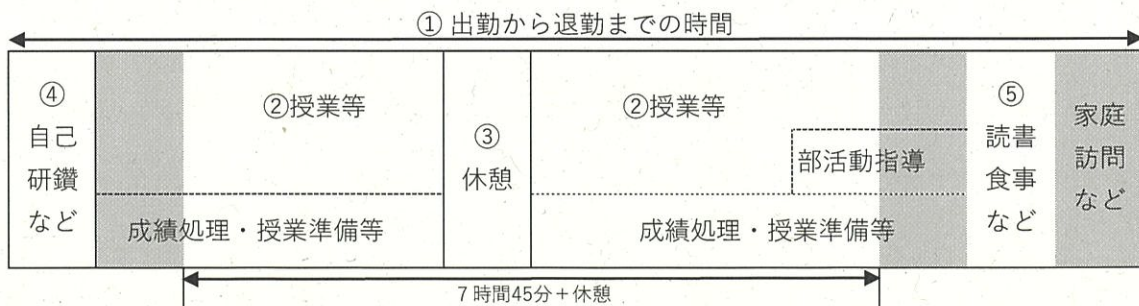 ① 出勤から退勤までの時間
④
自己
研鑽
など
②授業等
成績処理・授業準備等
③
休憩
②授業等
部活動指導
成績処理・授業準備等
⑤
読書
食事
など
家庭
訪問
など
7時間45分+休憩